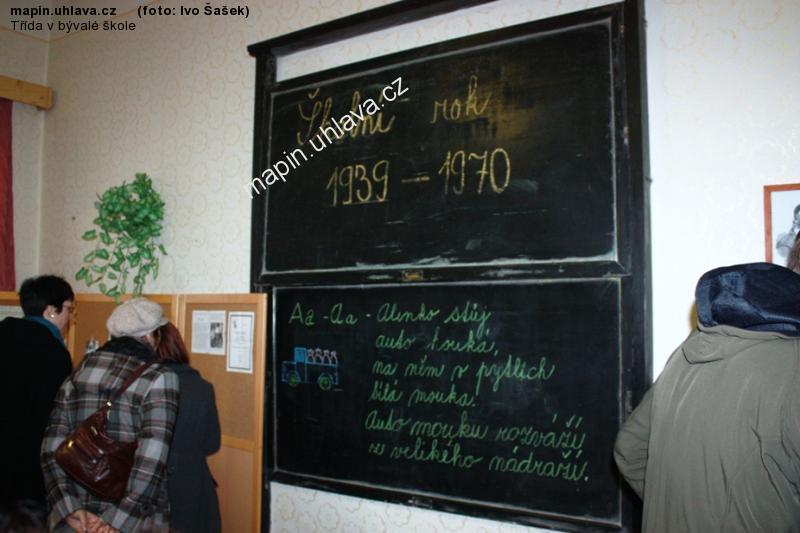 mapin.uhlava.cz (foto: Ivo Šašek)
Třída v bývalé škole
Školní rok
mapin.uhlava.cz
1939 – 1970
Aa - Aa - Alenko stůj
auto houká,
na něm v pytlích
bílá mouka.
Auto mouku rozváží
z velikého nádraží.